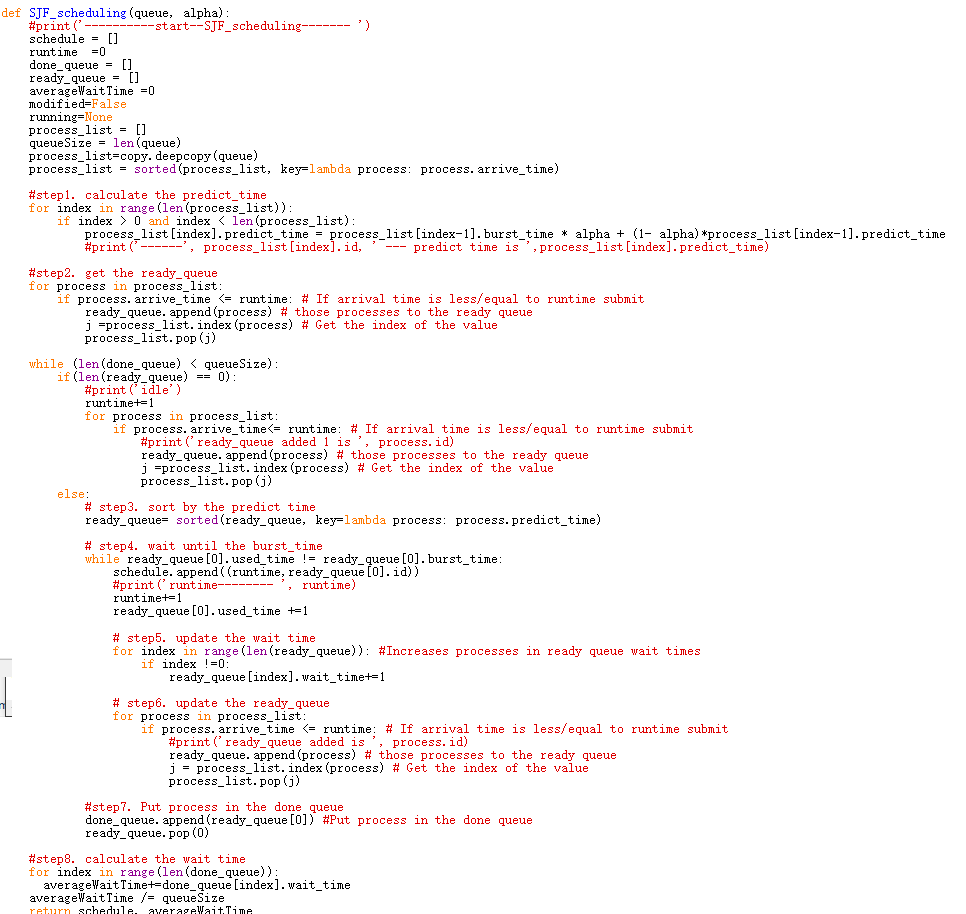 def SJF_scheduling(queue, alpha):
    #print('----------start--SJF_scheduling------- ')
    schedule = []
    runtime  =0
    done_queue = []
    ready_queue = []
    averageWaitTime =0
    modified=False
    running=None
    process_list = []
    queueSize = len(queue)
    process_list=copy.deepcopy(queue)
    process_list = sorted(process_list, key=lambda process: process.arrive_time)

    #step1. calculate the predict_time
    for index in range(len(process_list)):
        if index > 0 and index < len(process_list):
            process_list[index].predict_time = process_list[index-1].burst_time * alpha + (1- alpha)*process_list[index-1].predict_time
            #print('------', process_list[index].id, ' --- predict time is ',process_list[index].predict_time)

    #step2. get the ready_queue
    for process in process_list:
        if process.arrive_time <= runtime: # If arrival time is less/equal to runtime submit
            ready_queue.append(process) # those processes to the ready queue
            j =process_list.index(process) # Get the index of the value
            process_list.pop(j)

    while (len(done_queue) < queueSize):
        if(len(ready_queue) == 0):
            #print('idle')
            runtime+=1
            for process in process_list:
                if process.arrive_time<= runtime: # If arrival time is less/equal to runtime submit
                    #print('ready_queue added 1 is ', process.id)
                    ready_queue.append(process) # those processes to the ready queue
                    j =process_list.index(process) # Get the index of the value
                    process_list.pop(j)
        else:
            # step3. sort by the predict time
            ready_queue= sorted(ready_queue, key=lambda process: process.predict_time)

            # step4. wait until the burst_time
            while ready_queue[0].used_time != ready_queue[0].burst_time:
                schedule.append((runtime,ready_queue[0].id))
                #print('runtime-------- ', runtime)
                runtime+=1
                ready_queue[0].used_time +=1

                # step5. update the wait time
                for index in range(len(ready_queue)): #Increases processes in ready queue wait times
                    if index !=0:
                        ready_queue[index].wait_time+=1

                # step6. update the ready_queue
                for process in process_list:
                    if process.arrive_time <= runtime: # If arrival time is less/equal to runtime submit
                        #print('ready_queue added is ', process.id)
                        ready_queue.append(process) # those processes to the ready queue
                        j = process_list.index(process) # Get the index of the value
                        process_list.pop(j)

            #step7. Put process in the done queue
            done_queue.append(ready_queue[0]) #Put process in the done queue
            ready_queue.pop(0)

    #step8. calculate the wait time
    for index in range(len(done_queue)):
      averageWaitTime+=done_queue[index].wait_time
    averageWaitTime /= queueSize
    return schedule, averageWaitTime